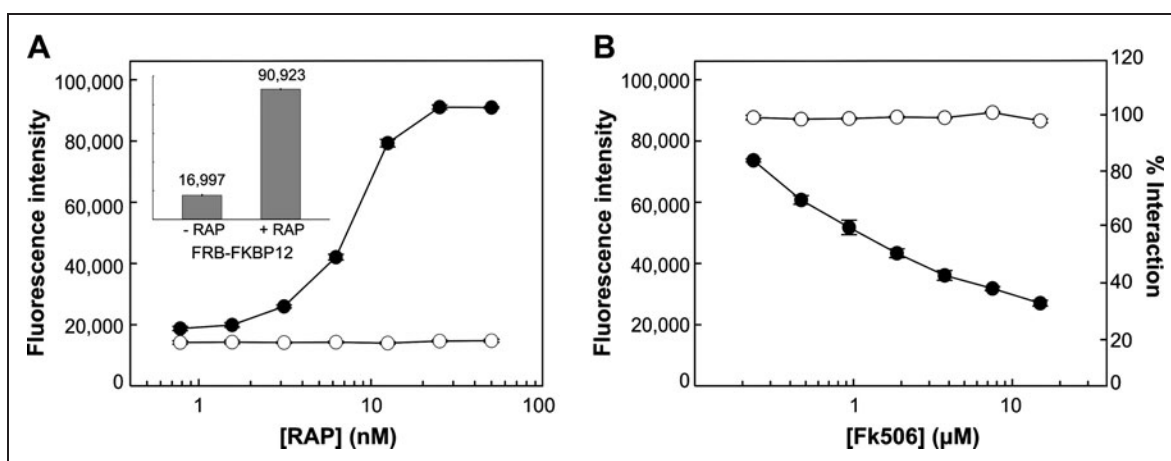 A
Fluorescence intensity
100,000
80,000
60,000
40,000
20,000
0
90,923
16,997
- RAP
+ RAP
FRB-FKBP12
1
10
100
[RAP] (nM)
B
Fluorescence intensity
100,000
80,000
60,000
40,000
20,000
0
120
100
80
60
40
20
0
% Interaction
1
10
[Fk506] (µM)